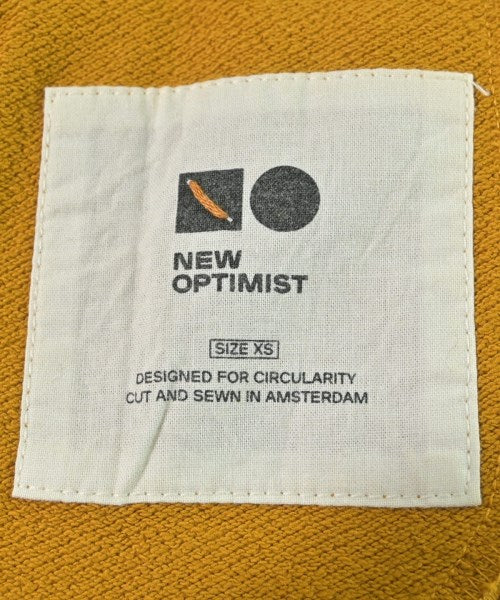 NEW
OPTIMIST
SIZE XS
DESIGNED FOR CIRCULARITY
CUT AND SEWN IN AMSTERDAM